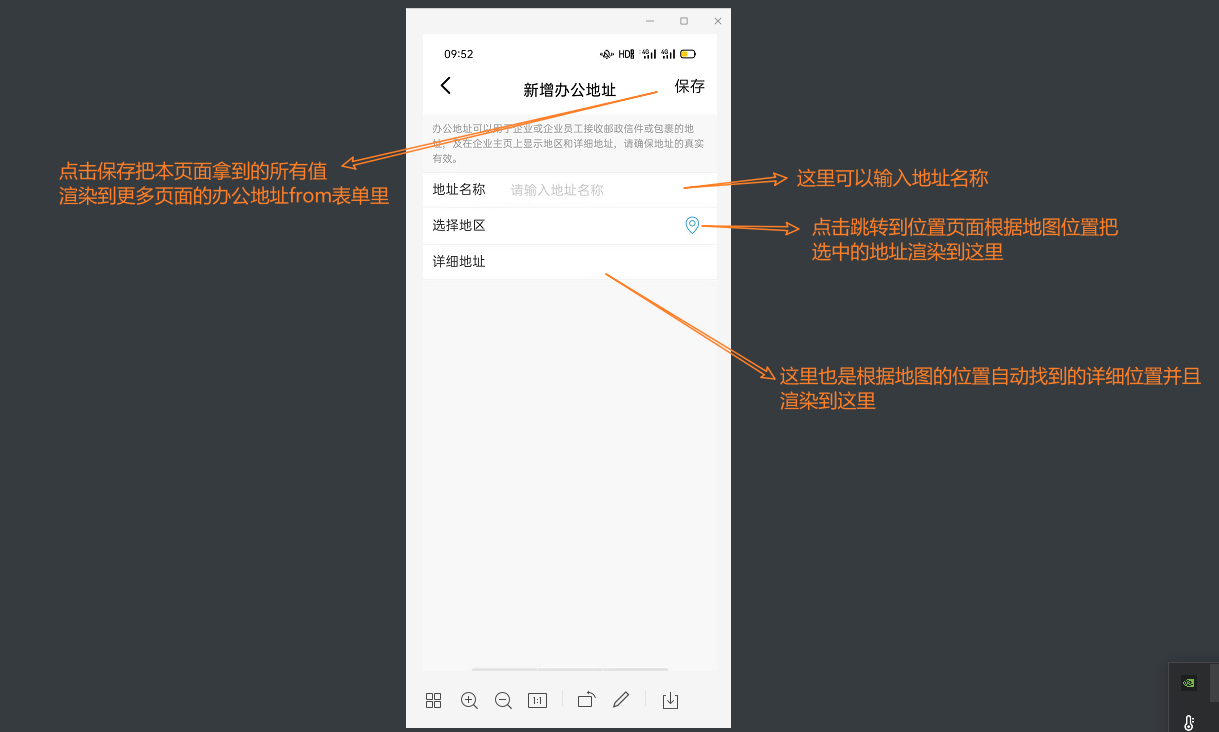 09:52
HD
4G
4G
新增办公地址
保存
办公地址可以用于企业或企业员工接收邮政信件或包裹的地
址，及在企业主页上显示地区和详细地址，请确保地址的真实
有效。
点击保存把本页面拿到的所有值
渲染到更多页面的办公地址from表单里
地址名称
请输入地址名称
这里可以输入地址名称
选择地区
点击跳转到位置页面根据地图位置把
选中的地址渲染到这里
详细地址
这里也是根据地图的位置自动找到的详细位置并且
渲染到这里
1:1